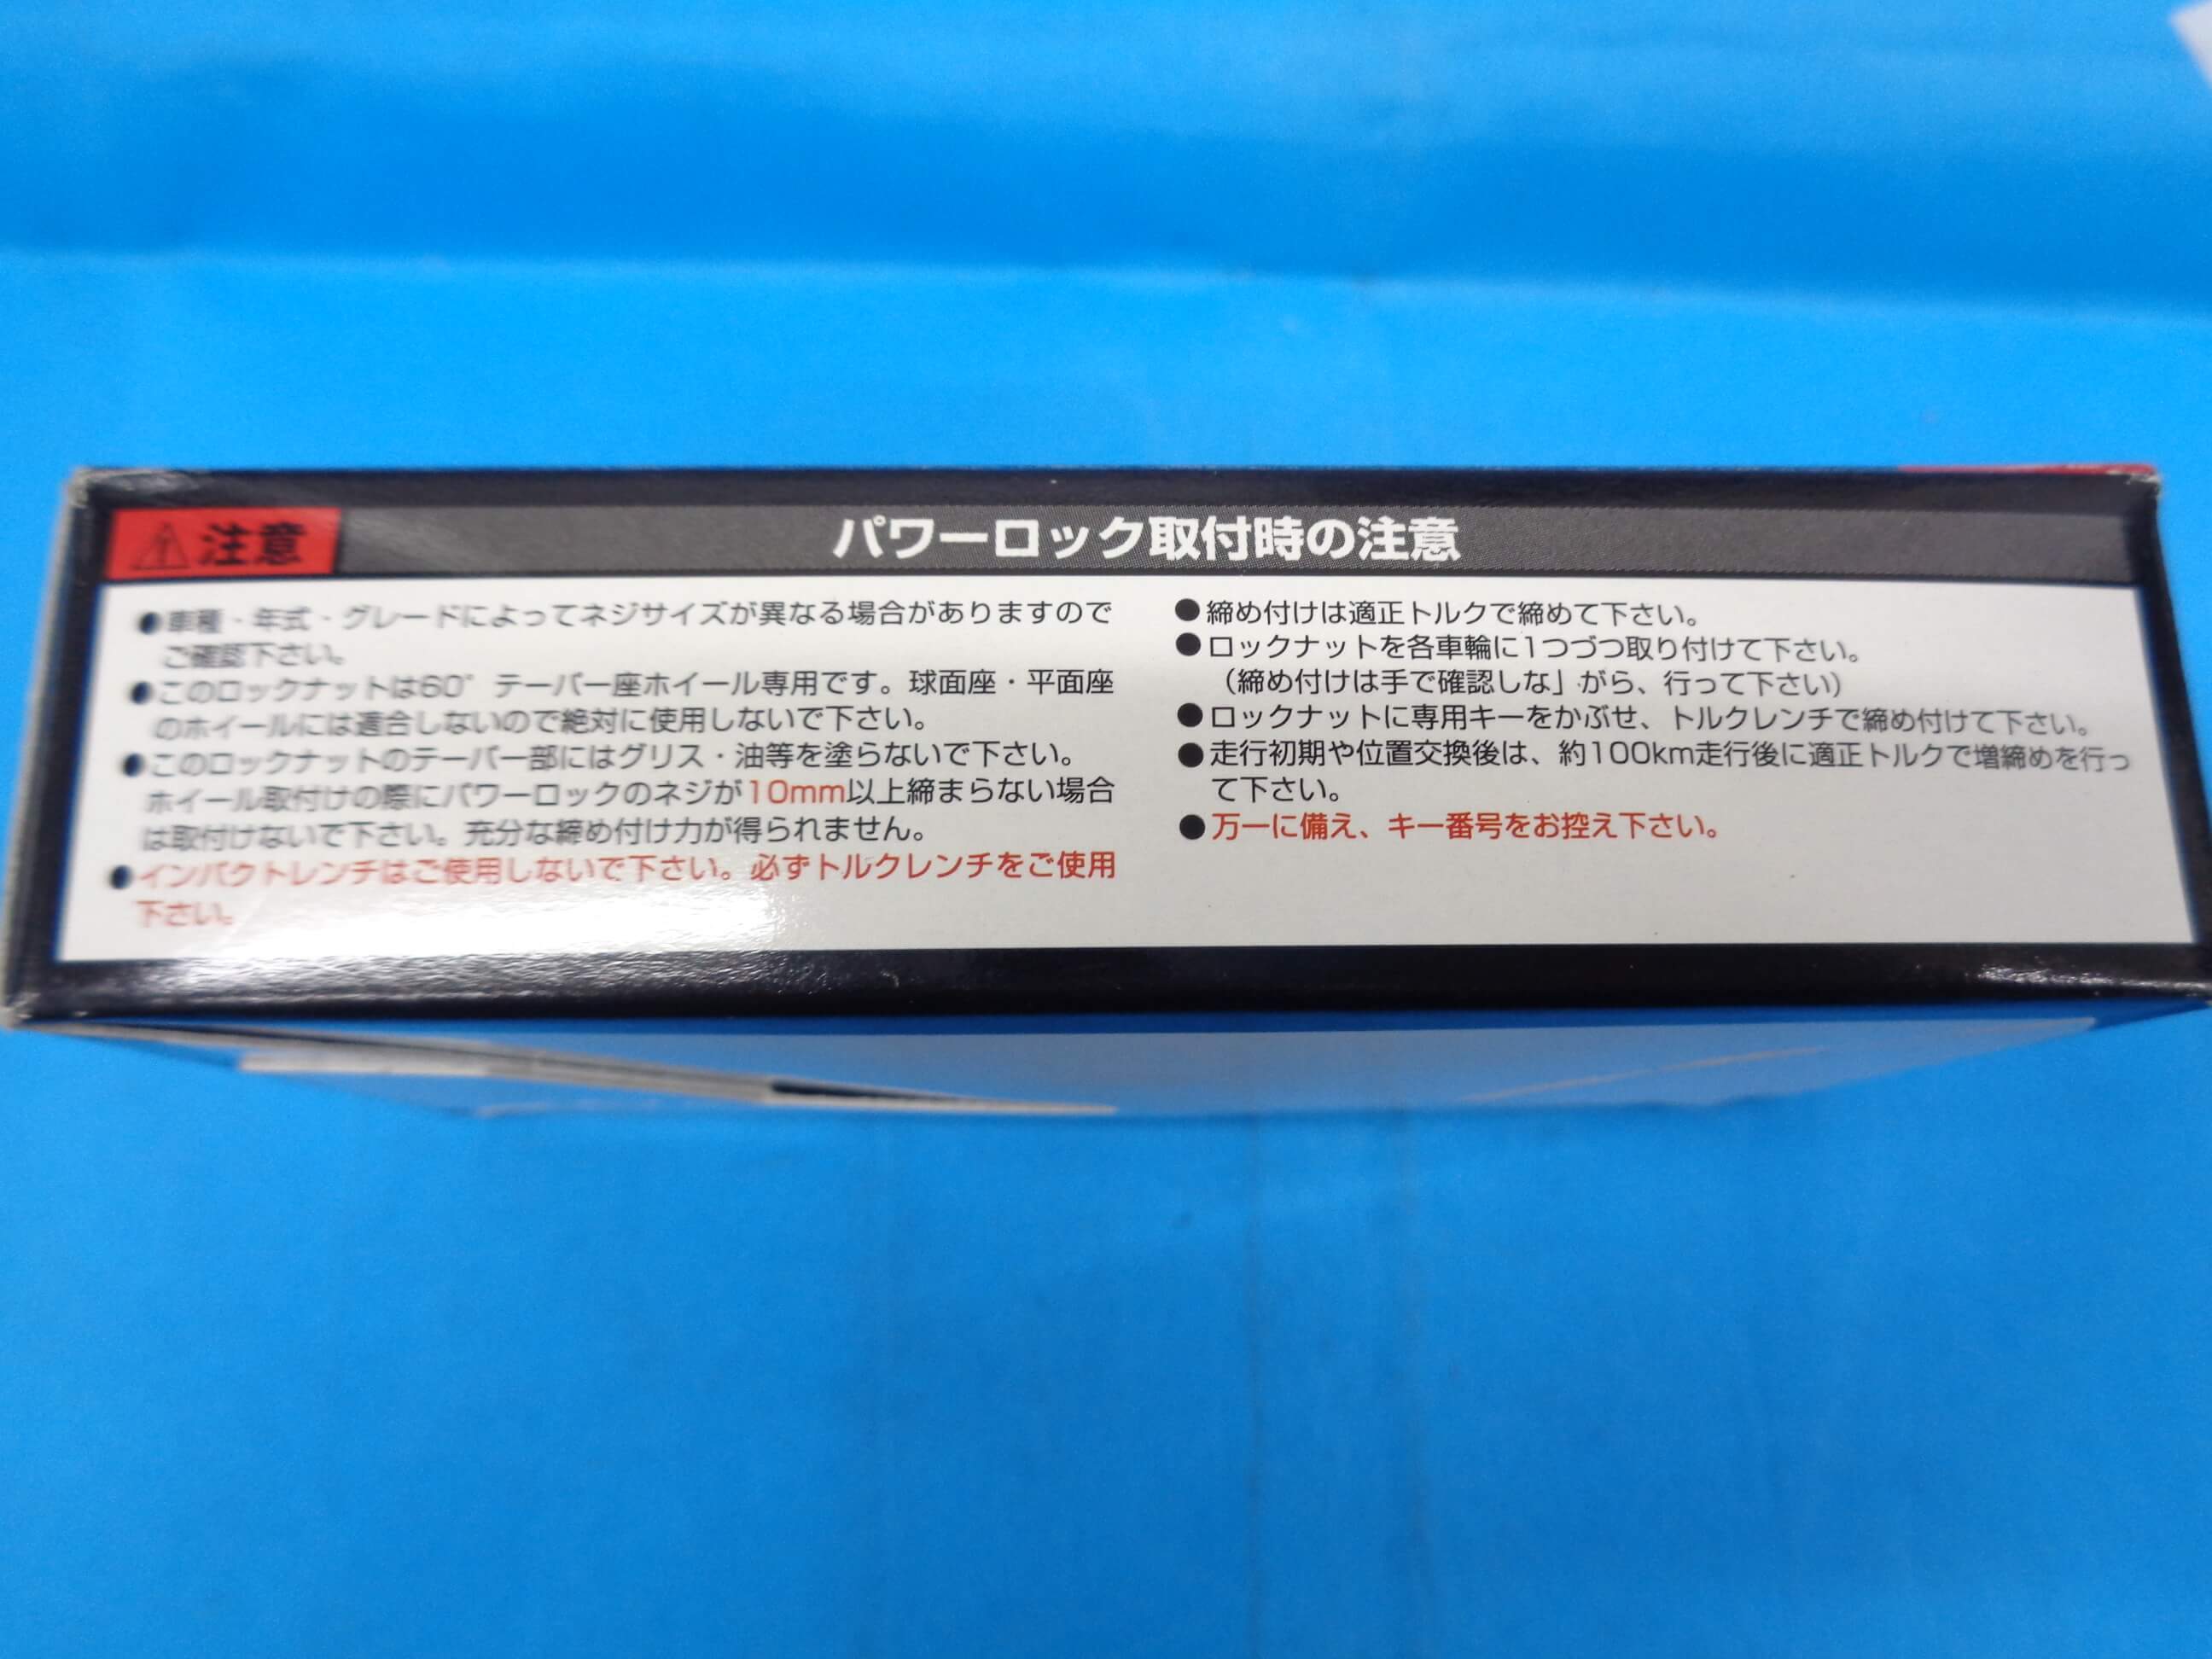 注意
パワーロック取付時の注意
●車種・年式・グレードによってネジサイズが異なる場合がありますので
ご確認下さい。
●このロックナットは60°テーパー座ホイール専用です。球面座・平面座
のホイールには適合しないので絶対に使用しないで下さい。
●このロックナットのテーパー部にはグリス・油等を塗らないで下さい。
ホイール取付けの際にパワーロックのネジが10mm以上締まらない場合
は取付けないで下さい。充分な締め付け力が得られません。
●インパクトレンチはご使用しないで下さい。必ずトルクレンチをご使用
下さい。
●締め付けは適正トルクで締めて下さい。
●ロックナットを各車輪に1つづつ取り付けて下さい。
（締め付けは手で確認しな」がら、行って下さい）
●ロックナットに専用キーをかぶせ、トルクレンチで締め付けて下さい。
●走行初期や位置交換後は、約100km走行後に適正トルクで増締めを行っ
て下さい。
●万一に備え、キー番号をお控え下さい。